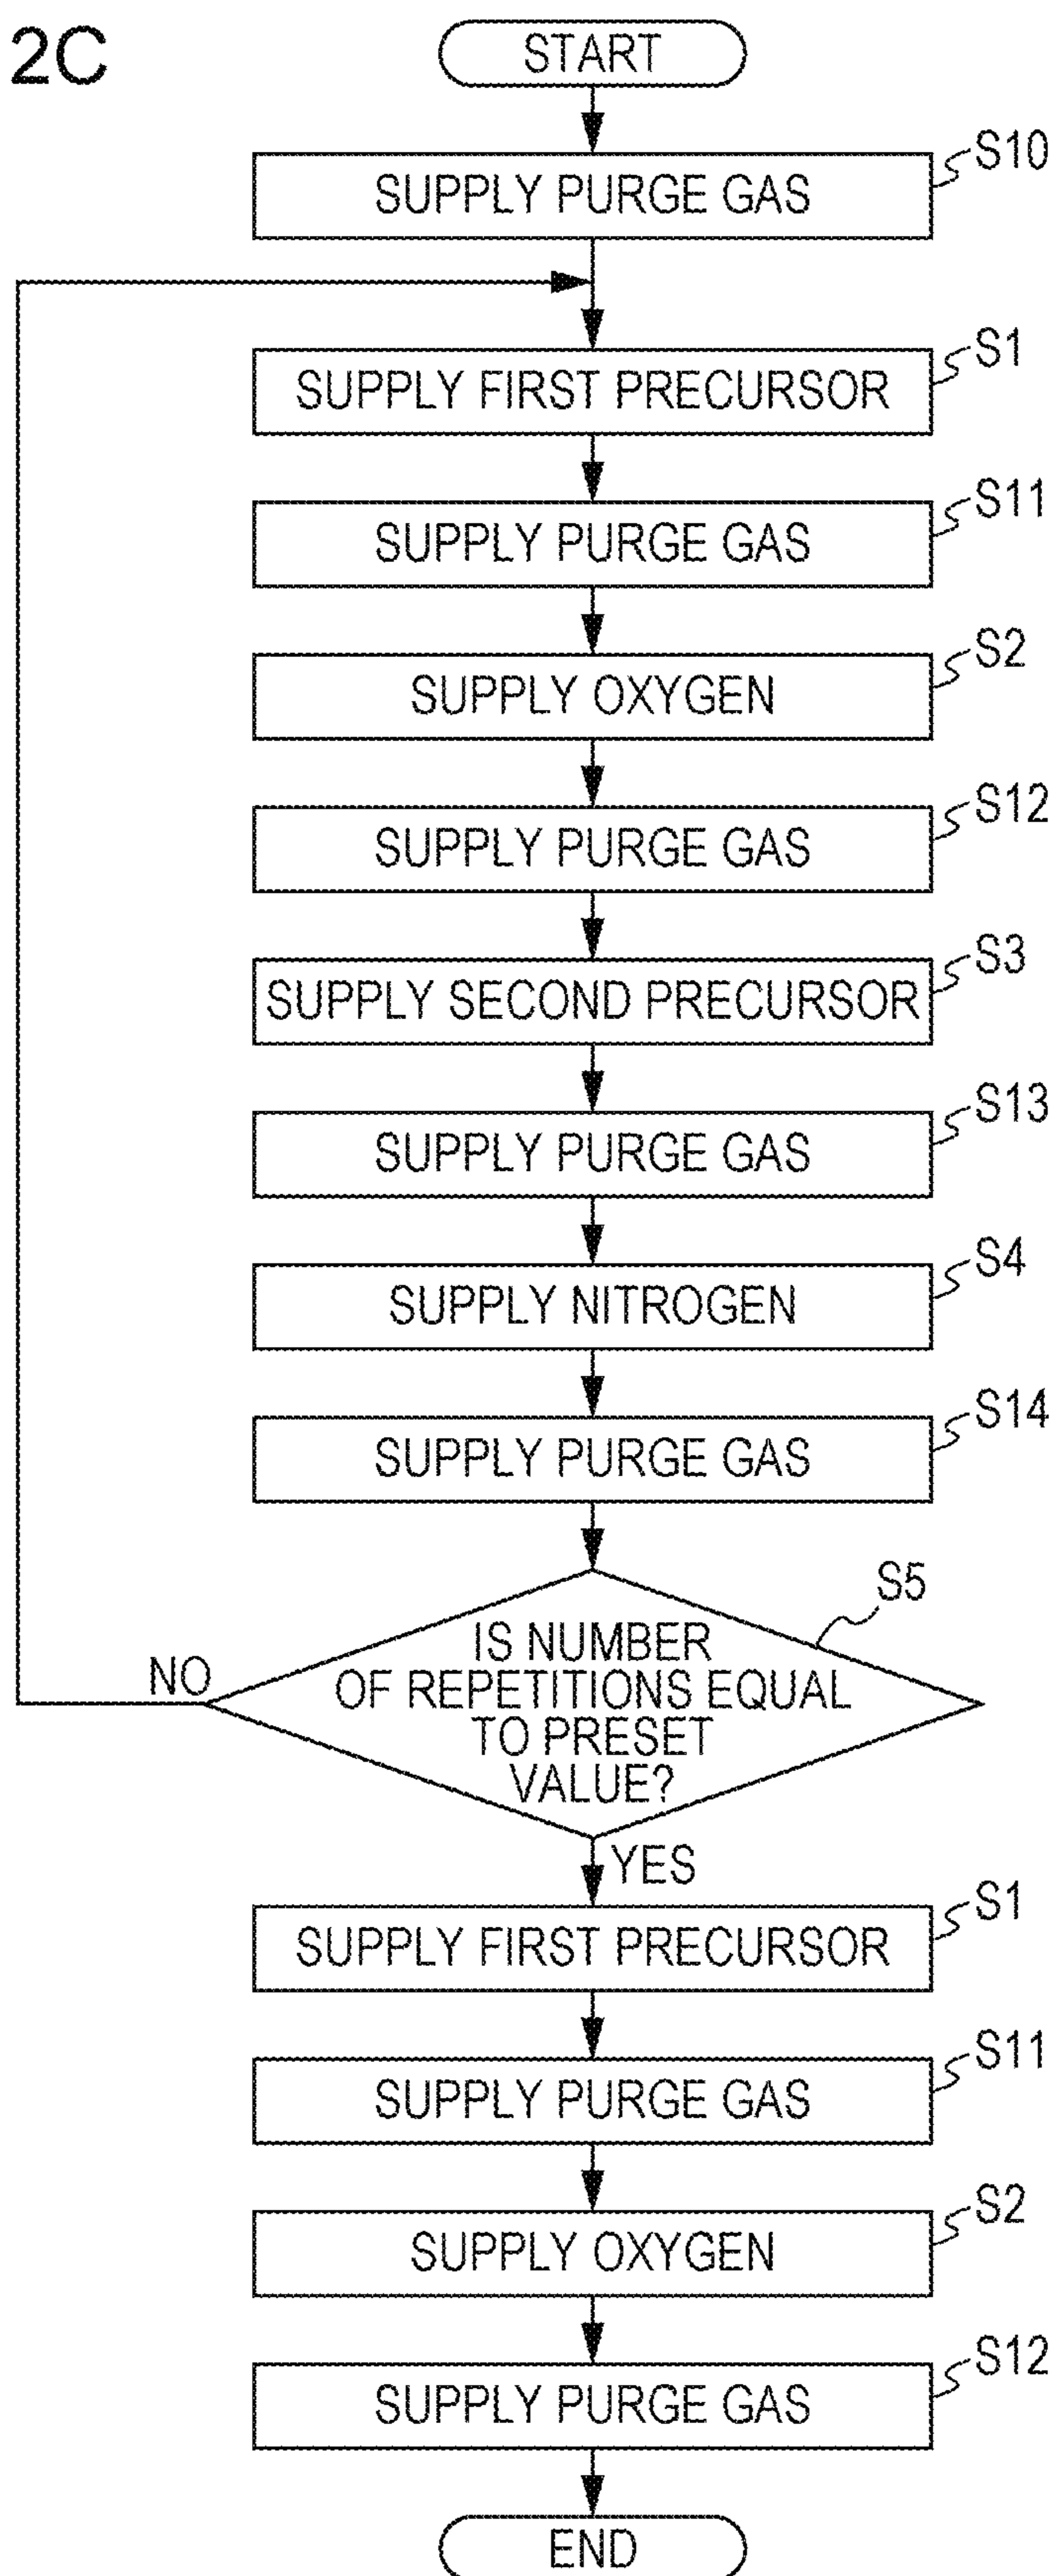 2C
START
SUPPLY PURGE GAS
S10
SUPPLY FIRST PRECURSOR
S1
SUPPLY PURGE GAS
S11
SUPPLY OXYGEN
S2
SUPPLY PURGE GAS
S12
SUPPLY SECOND PRECURSOR
S3
SUPPLY PURGE GAS
S13
SUPPLY NITROGEN
S4
SUPPLY PURGE GAS
S14
S5
IS NUMBER
OF REPETITIONS EQUAL
TO PRESET
VALUE?
NO
YES
SUPPLY FIRST PRECURSOR
S1
SUPPLY PURGE GAS
S11
SUPPLY OXYGEN
S2
SUPPLY PURGE GAS
S12
END